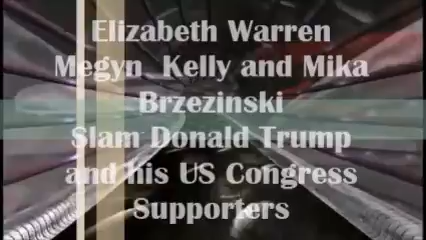 Elizabeth Warren
Megyn Kelly and Mika
Brzezinski
Slam Donald Trump
and his US Congress
Supporters